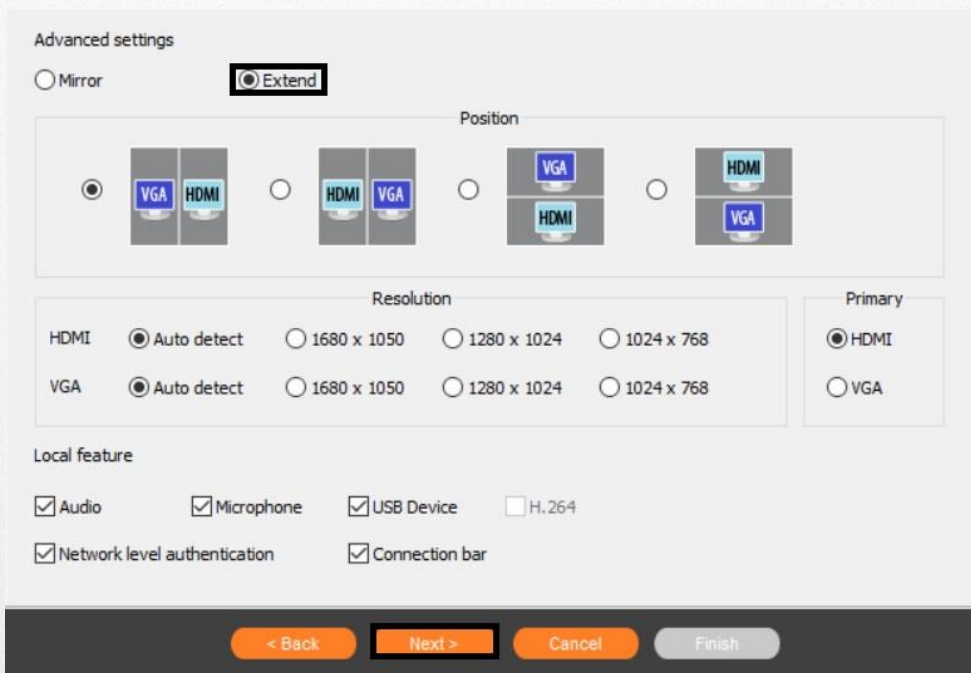 Advanced settings
Mirror Extend
Position
VGA HDMI HDMI VGA VGA HDMI
HDMI VGA
Resolution Primary
HDMI Auto detect 1680 x 1050 1280 x 1024 1024 x 768 HDMI
VGA Auto detect 1680 x 1050 1280 x 1024 1024 x 768 VGA
Local feature
Audio Microphone USB Device H.264
Network level authentication Connection bar
< Back Next > Cancel Finish